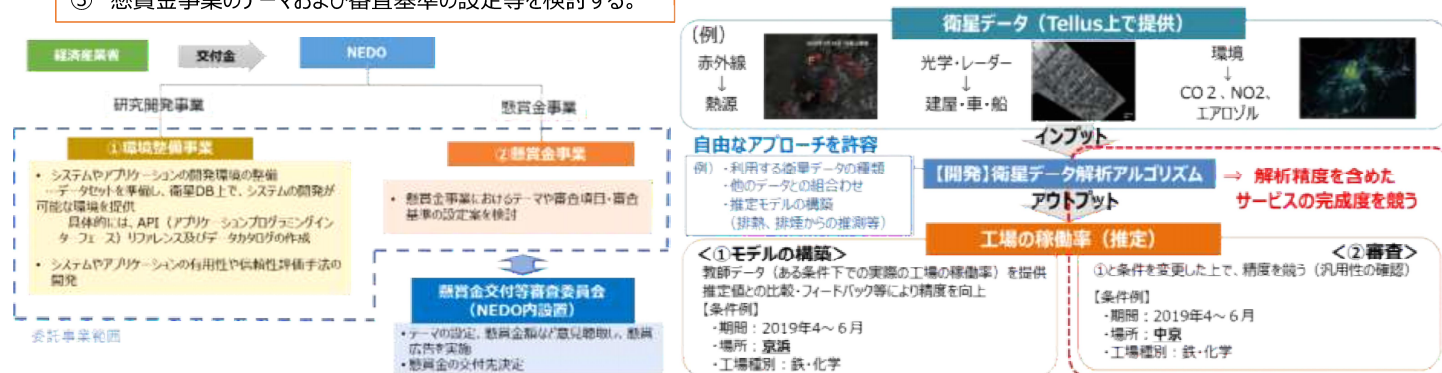 ③ 懸賞金事業のテーマおよび審査基準の設定等を検討する。
経済産業省
交付金
NEDO
研究開発事業
懸賞金事業
①環境整備事業
• システムやアプリケーションの開発環境の整備
…データセットを準備し、衛星DB上で、システムの開発が
可能な環境を提供
具体的には、API（アプリケーションプログラミングイン
ターフェース）リファレンス及びデータカタログの作成
• システムやアプリケーションの有用性や信頼性評価手法の
開発
委託事業範囲
②懸賞金事業
• 懸賞金事業におけるテーマや審査項目・審査
基準の設定案を検討
懸賞金交付等審査委員会
（NEDO内設置）
•テーマの設定、懸賞金額など意見聴取し、懸賞
広告を実施
•懸賞金の交付先決定
衛星データ（Tellus上で提供）
(例)
赤外線
↓
熱源
光学・レーダー
↓
建屋・車・船
環境
↓
CO２、NO2、
エアロゾル
インプット
自由なアプローチを許容
例）・利用する衛星データの種類
・他のデータとの組合わせ
・推定モデルの構築
（排熱、排煙からの推測等）
【開発】衛星データ解析アルゴリズム
⇒ 解析精度を含めた
サービスの完成度を競う
アウトプット
工場の稼働率（推定）
＜①モデルの構築＞
教師データ（ある条件下での実際の工場の稼働率）を提供
推定値との比較・フィードバック等により精度を向上
【条件例】
・期間：2019年4～６月
・場所：京浜
・工場種別：鉄・化学
＜②審査＞
①と条件を変更した上で、精度を競う（汎用性の確認）
【条件例】
・期間：2019年4～６月
・場所：中京
・工場種別：鉄・化学